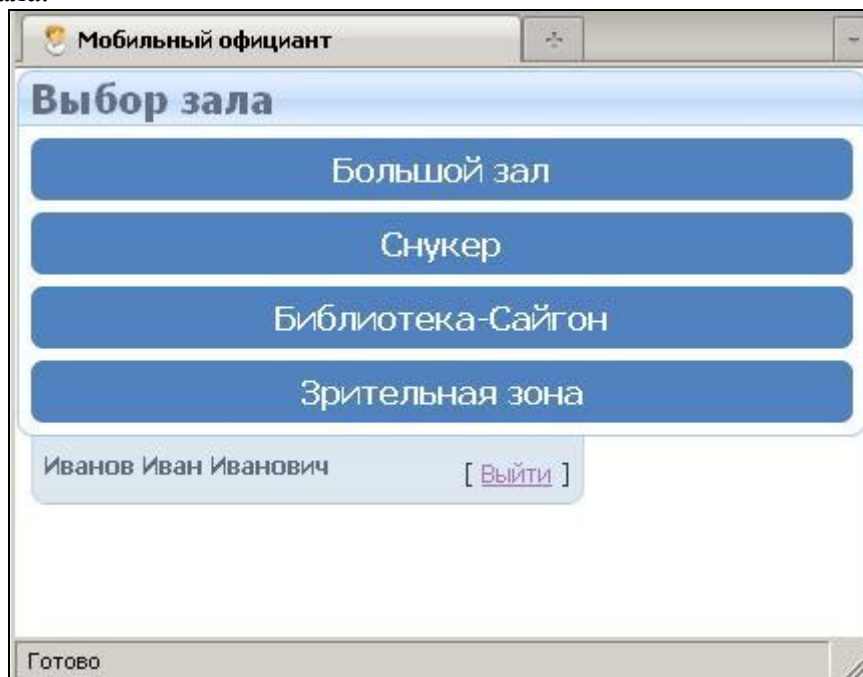 Мобильный официант
Выбор зала
Большой зал
Снукер
Библиотека-Сайгон
Зрительная зона
Иванов Иван Иванович [ Выйти ]
Готово